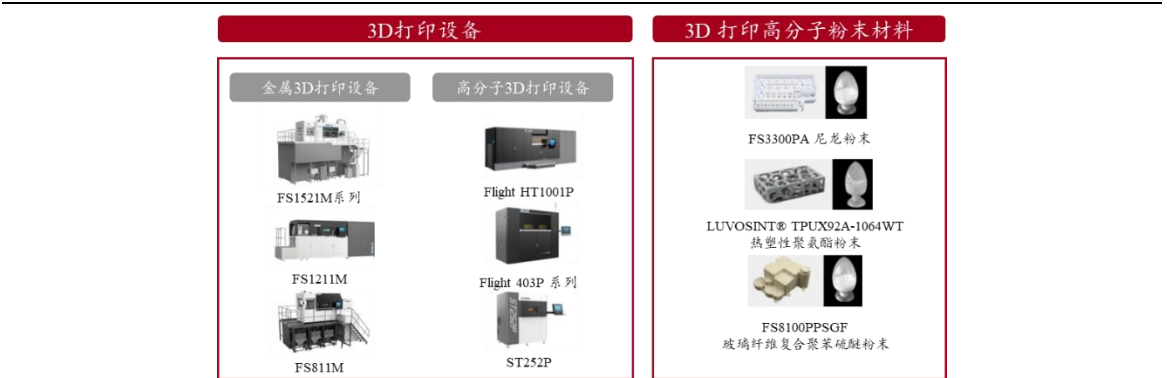 3D打印设备
3D 打印高分子粉末材料
金属3D打印设备
高分子3D打印设备
FS1521M系列
Flight HT1001P
FS1211M
Flight 403P 系列
FS811M
ST252P
ST252P
FS3300PA 尼龙粉末
LUVOSINT® TPUX92A-1064WT
热塑性聚氨酯粉末
FS8100PPSGF
玻璃纤维复合聚苯硫醚粉末